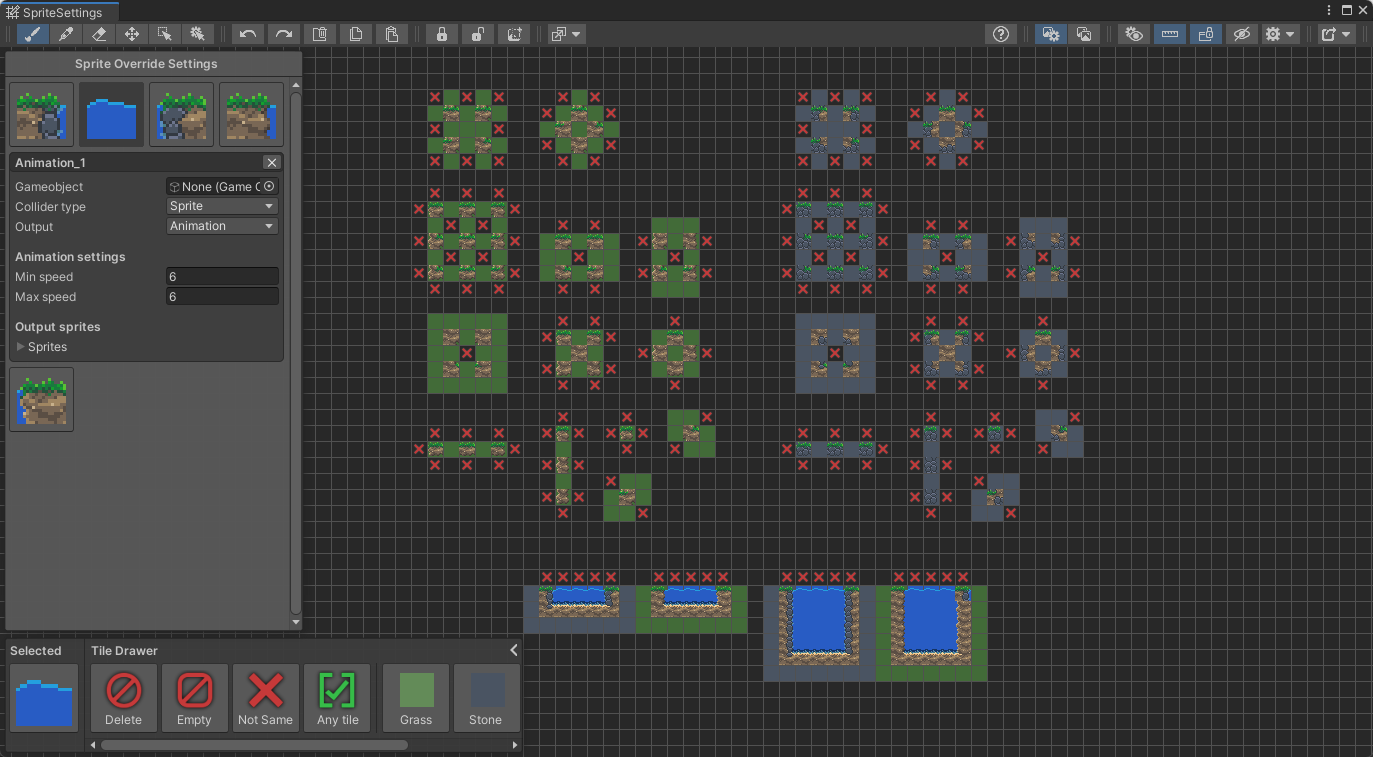 SpriteSettings
Sprite Override Settings
Animation_1
Gameobject
None (Game O
Collider type
Sprite
Output
Animation
Animation settings
Min speed
6
Max speed
6
Output sprites
Sprites
Selected
Tile Drawer
Delete
Empty
Not Same
Any tile
Grass
Stone